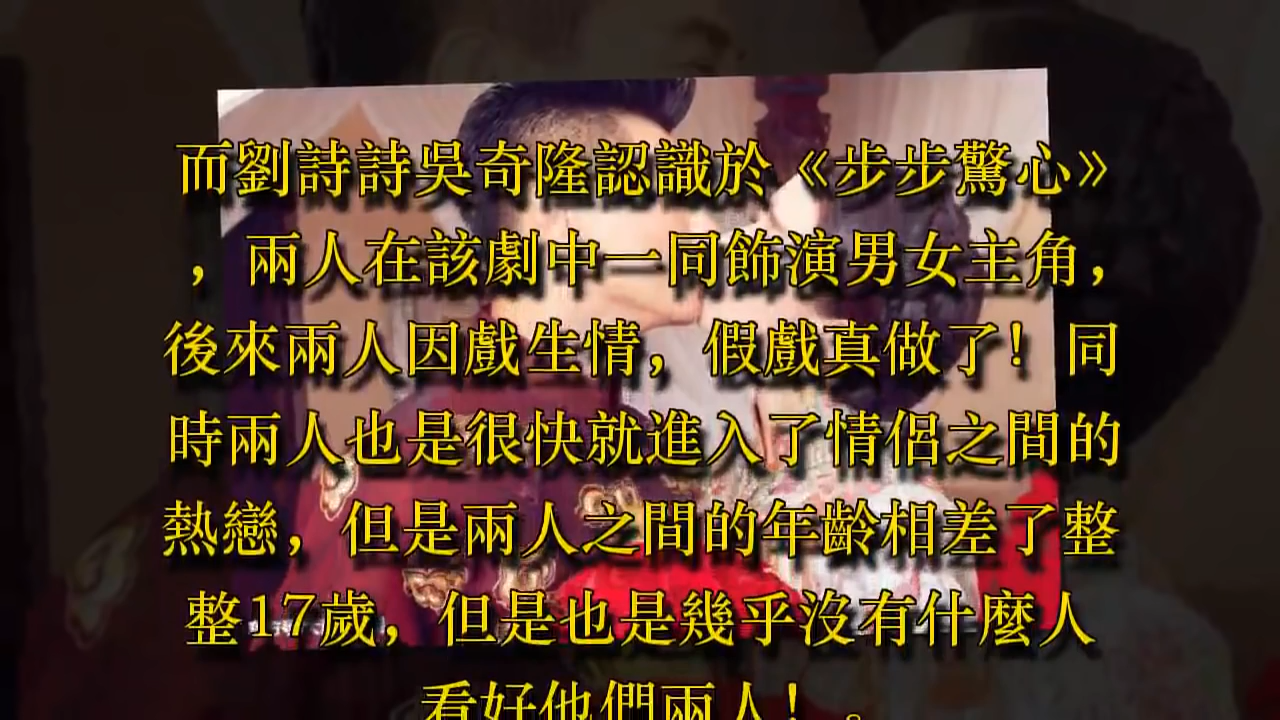 而劉詩詩吳奇隆認識於《步步驚心》
，兩人在該劇中一同飾演男女主角，
後來兩人因戲生情，假戲真做了！同
時兩人也是很快就進入了情侶之間的
熱戀，但是兩人之間的年齡相差了整
整17歲，但是也是幾乎沒有什麼人
看好他們兩人！。